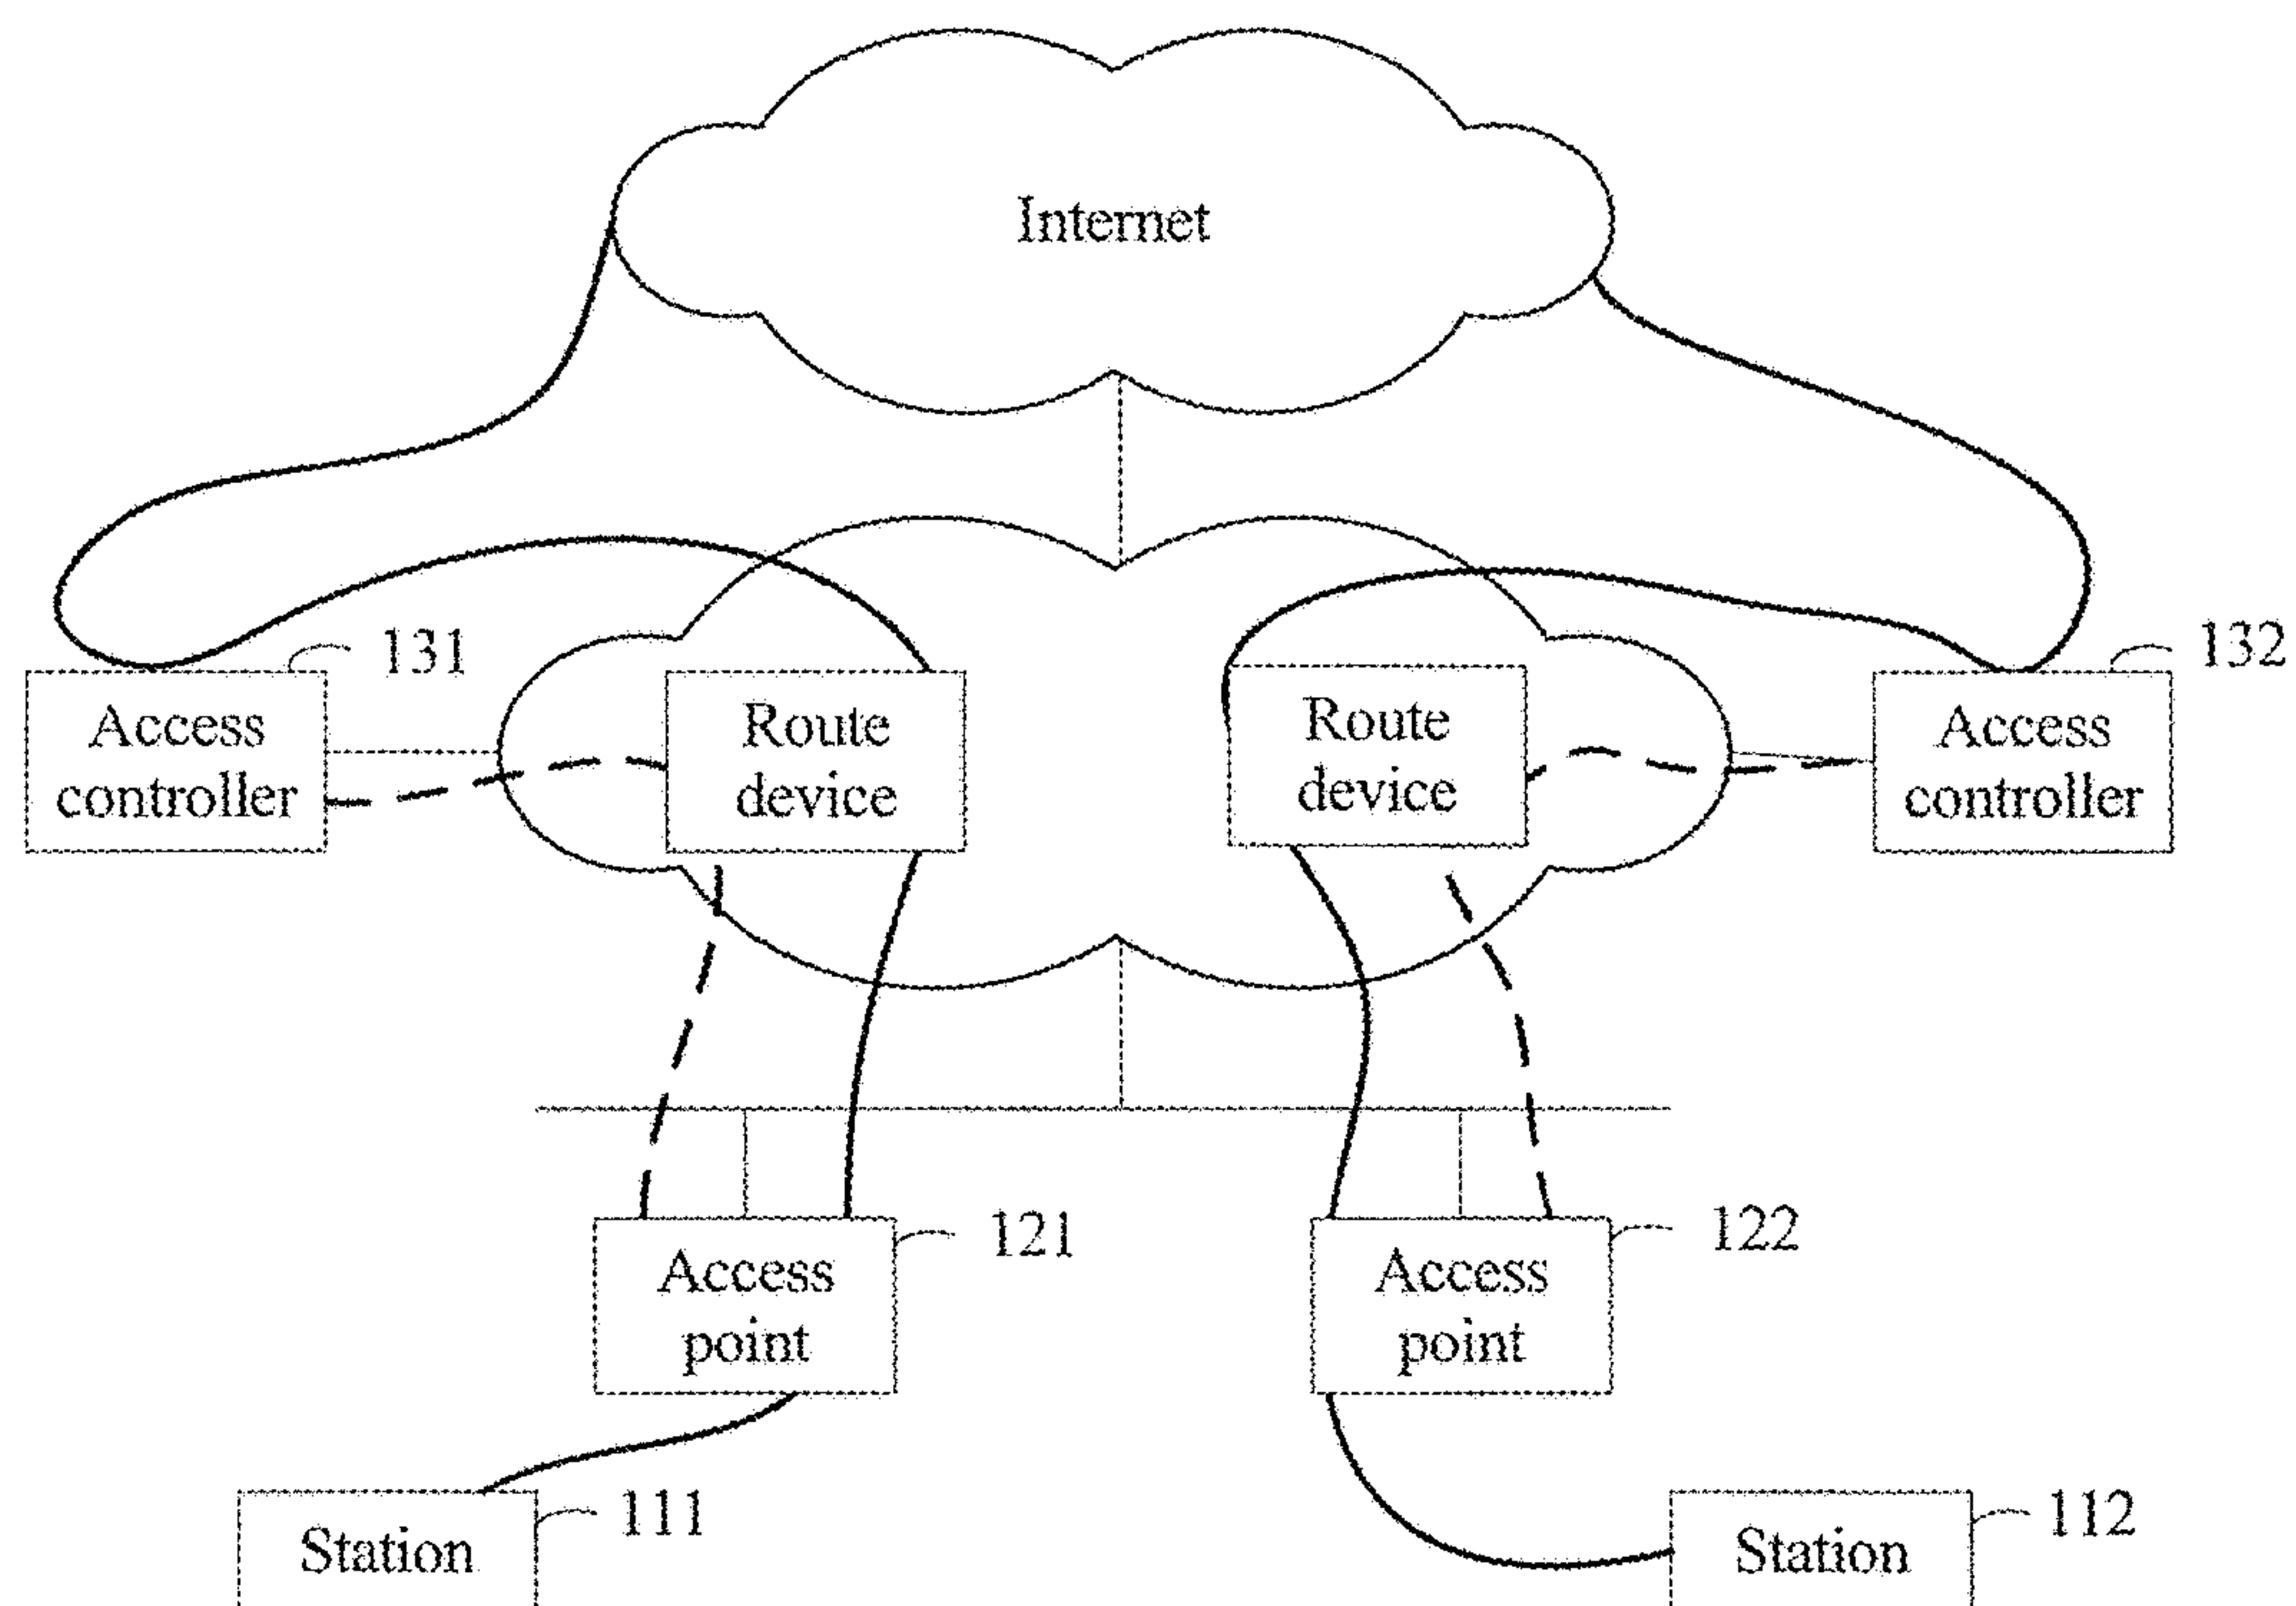 Internet
131
132
Access
controller
Route
device
Route
device
Access
controller
121
122
Access
point
Access
point
111
112
Station
Station